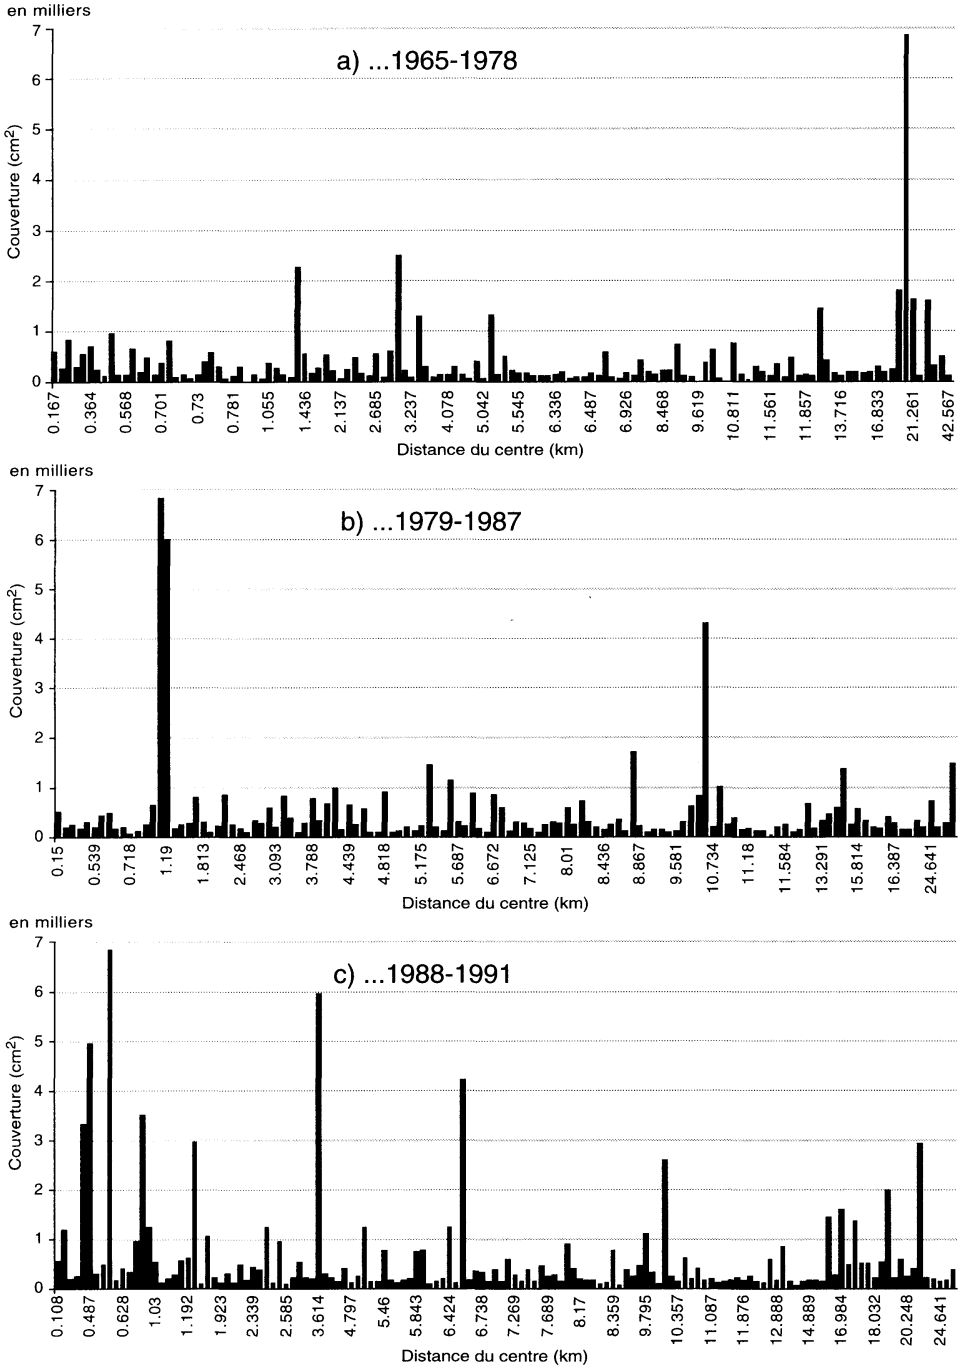 en milliers
7
a) ...1965-1978
6
5
4
3
2
1
0
Couverture (cm²)
0.167 0.364 0.568 0.701 0.73 0.781 1.055 1.436 2.137 2.685 3.237 4.078 5.042 5.545 6.336 6.487 6.926 8.468 9.619 10.811 11.561 11.857 13.716 16.833 21.261 42.567
Distance du centre (km)
en milliers
7
b) ...1979-1987
6
5
4
3
2
1
0
Couverture (cm²)
0.15 0.539 0.718 1.19 1.813 2.468 3.093 3.788 4.439 4.818 5.175 5.687 6.672 7.125 8.01 8.436 8.867 9.581 10.734 11.18 11.584 13.291 15.814 16.387 24.641
Distance du centre (km)
en milliers
7
c) ...1988-1991
6
5
4
3
2
1
0
Couverture (cm²)
0.108 0.487 0.628 1.03 1.192 1.923 2.339 2.585 3.614 4.797 5.46 5.843 6.424 6.738 7.269 7.689 8.17 8.359 9.795 10.357 11.087 11.876 12.888 14.889 16.984 18.032 20.248 24.641
Distance du centre (km)